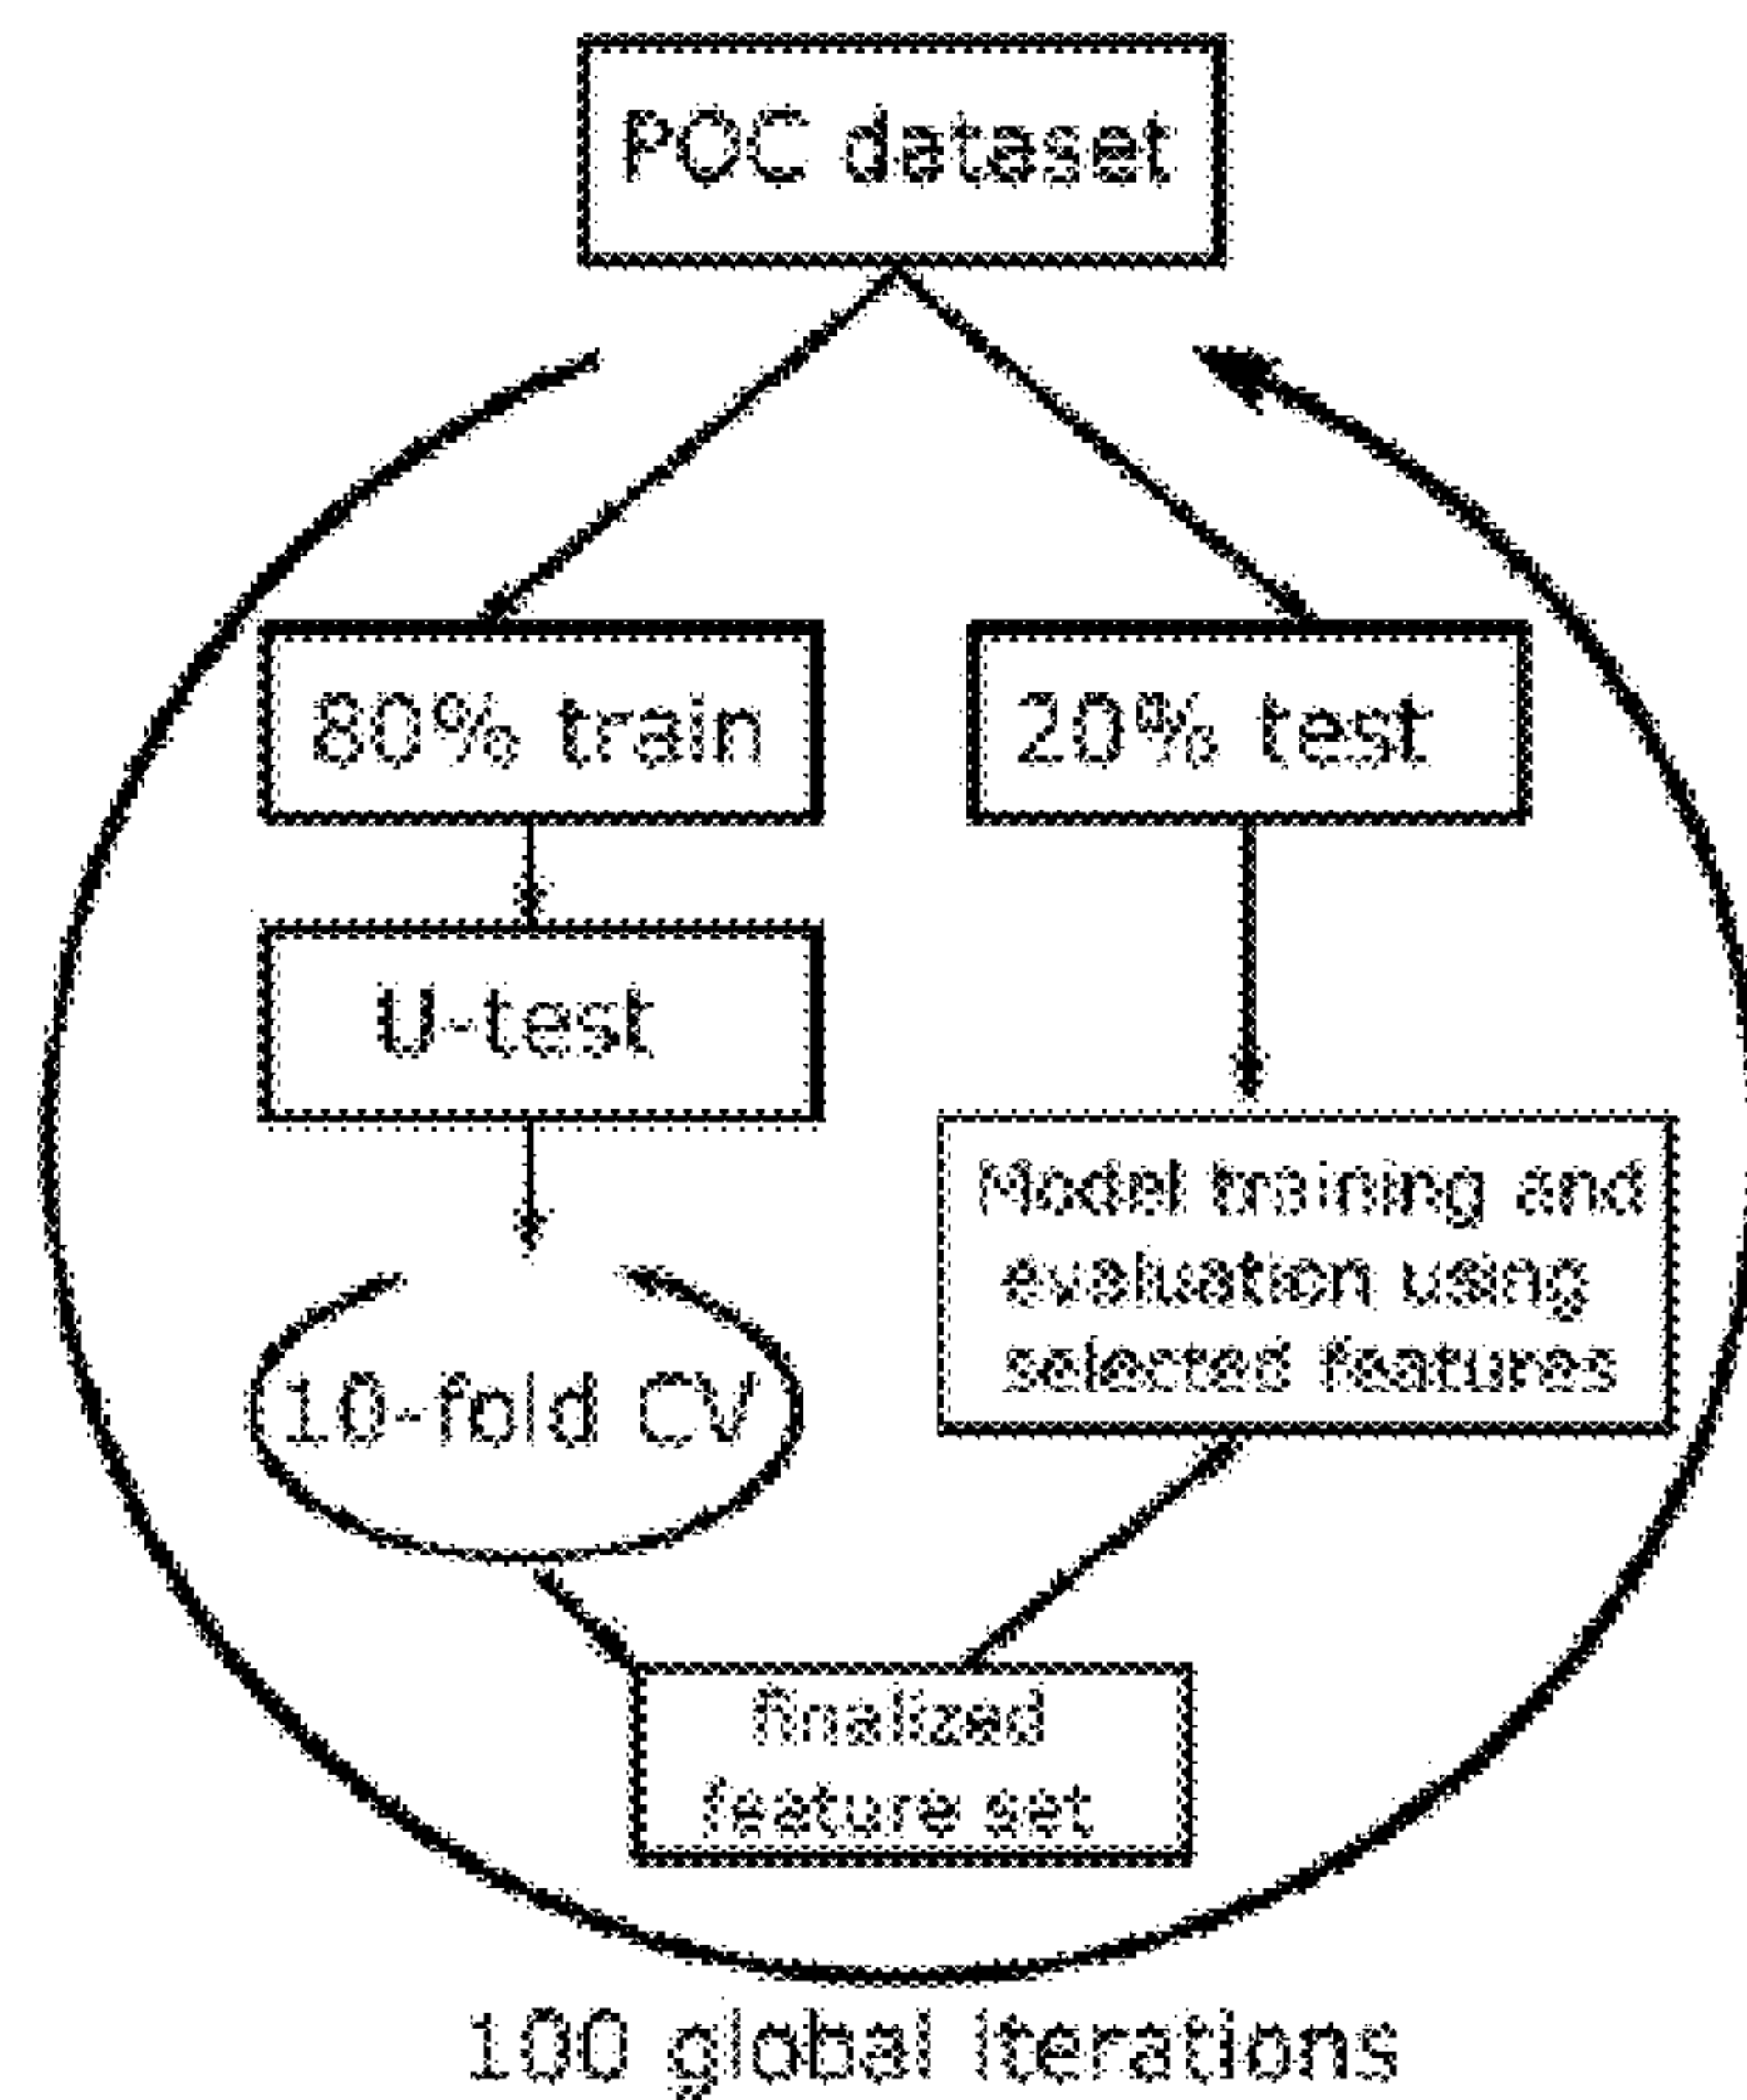 POC dataset
80% train
20% test
U-test
Model training and
evaluation using
selected features
10-fold CV
finalized
feature set
100 global iterations